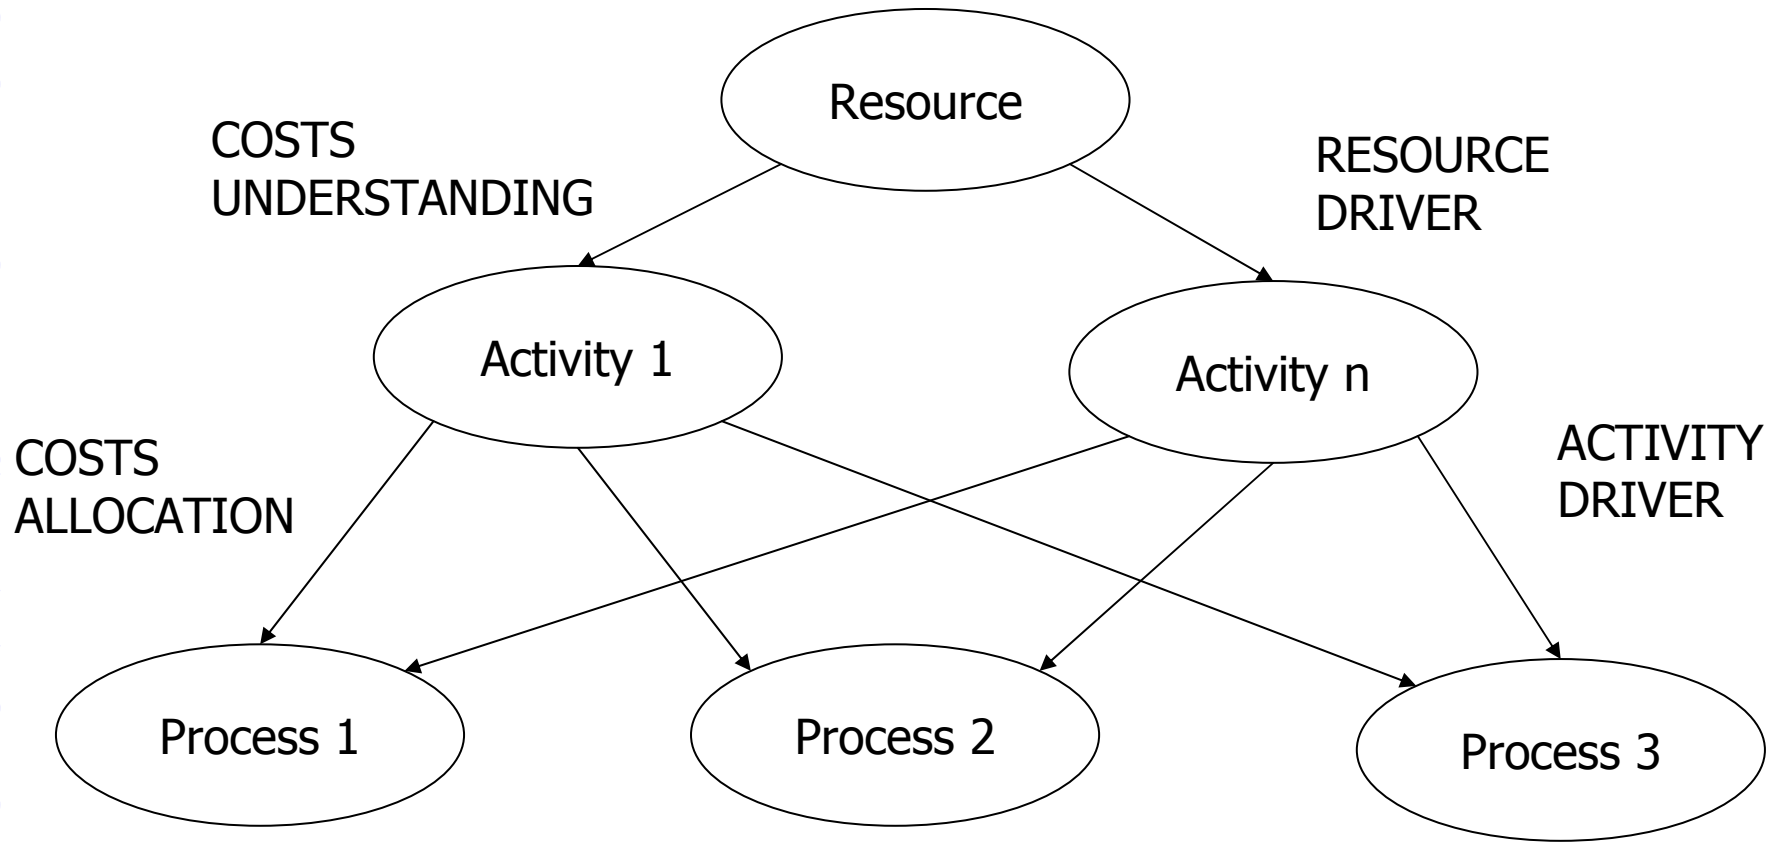 Resource
COSTS
UNDERSTANDING
RESOURCE
DRIVER
Activity 1
Activity n
COSTS
ALLOCATION
ACTIVITY
DRIVER
Process 1
Process 2
Process 3